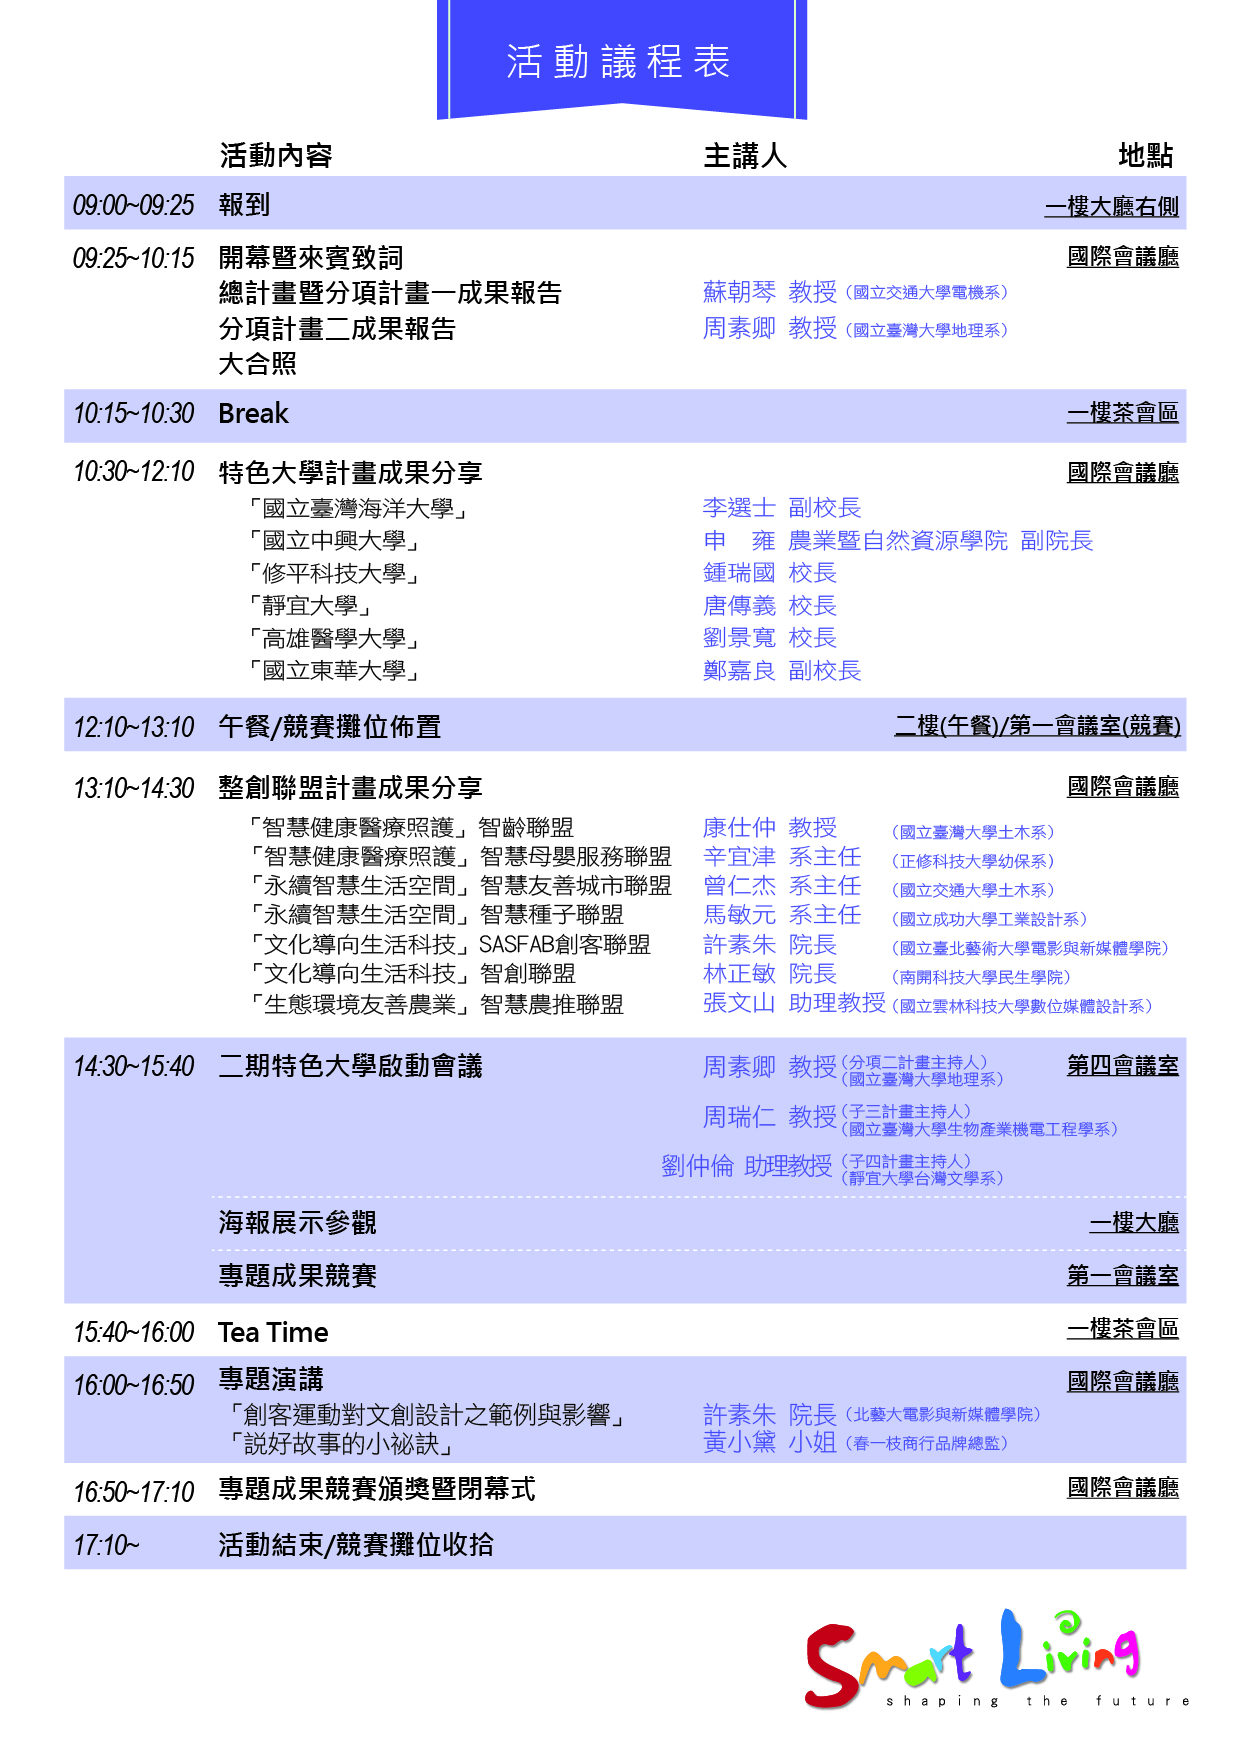 活動議程表
活動內容 主講人 地點
09:00~09:25 報到 一樓大廳右側
09:25~10:15 開幕暨來賓致詞 國際會議廳
總計畫暨分項計畫一成果報告 蘇朝琴 教授（國立交通大學電機系）
分項計畫二成果報告 周素卿 教授（國立臺灣大學地理系）
大合照
10:15~10:30 Break 一樓茶會區
10:30~12:10 特色大學計畫成果分享 國際會議廳
「國立臺灣海洋大學」 李選士 副校長
「國立中興大學」 申　雍 農業暨自然資源學院 副院長
「修平科技大學」 鍾瑞國 校長
「靜宜大學」 唐傳義 校長
「高雄醫學大學」 劉景寬 校長
「國立東華大學」 鄭嘉良 副校長
12:10~13:10 午餐/競賽攤位佈置 二樓(午餐)/第一會議室(競賽)
13:10~14:30 整創聯盟計畫成果分享 國際會議廳
「智慧健康醫療照護」智齡聯盟 康仕仲 教授 （國立臺灣大學土木系）
「智慧健康醫療照護」智慧母嬰服務聯盟 辛宜津 系主任 （正修科技大學幼保系）
「永續智慧生活空間」智慧友善城市聯盟 曾仁杰 系主任 （國立交通大學土木系）
「永續智慧生活空間」智慧種子聯盟 馬敏元 系主任 （國立成功大學工業設計系）
「文化導向生活科技」SASFAB創客聯盟 許素朱 院長 （國立臺北藝術大學電影與新媒體學院）
「文化導向生活科技」智創聯盟 林正敏 院長 （南開科技大學民生學院）
「生態環境友善農業」智慧農推聯盟 張文山 助理教授（國立雲林科技大學數位媒體設計系）
14:30~15:40 二期特色大學啟動會議 周素卿 教授（分項二計畫主持人） 第四會議室
（國立臺灣大學地理系）
周瑞仁 教授（子三計畫主持人）
（國立臺灣大學生物產業機電工程學系）
劉仲倫 助理教授（子四計畫主持人）
（靜宜大學台灣文學系）
海報展示參觀 一樓大廳
專題成果競賽 第一會議室
15:40~16:00 Tea Time 一樓茶會區
16:00~16:50 專題演講 國際會議廳
「創客運動對文創設計之範例與影響」 許素朱 院長（北藝大電影與新媒體學院）
「説好故事的小祕訣」 黃小黛 小姐（春一枝商行品牌總監）
16:50~17:10 專題成果競賽頒獎暨閉幕式 國際會議廳
17:10~ 活動結束/競賽攤位收拾
Smart Living
shaping the future